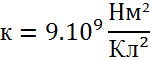 к = 9.10⁹ Нм²/Кл²